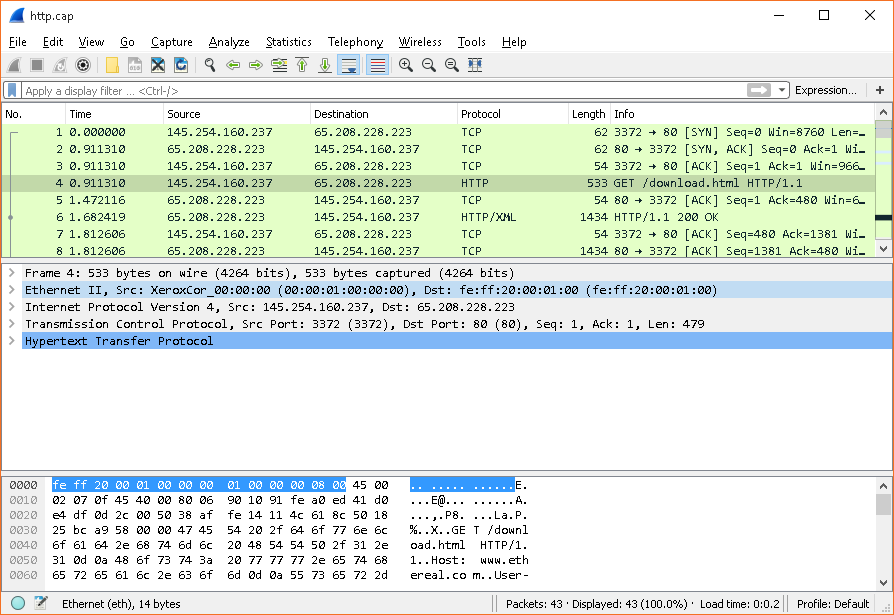 http.cap
File Edit View Go Capture Analyze Statistics Telephony Wireless Tools Help
Apply a display filter ... <Ctrl-/> Expression... +
No. Time Source Destination Protocol Length Info
1 0.000000 145.254.160.237 65.208.228.223 TCP 62 3372 → 80 [SYN] Seq=0 Win=8760 Len=…
2 0.911310 65.208.228.223 145.254.160.237 TCP 62 80 → 3372 [SYN, ACK] Seq=0 Ack=1 Wi…
3 0.911310 145.254.160.237 65.208.228.223 TCP 54 3372 → 80 [ACK] Seq=1 Ack=1 Win=966…
4 0.911310 145.254.160.237 65.208.228.223 HTTP 533 GET /download.html HTTP/1.1
5 1.472116 65.208.228.223 145.254.160.237 TCP 54 80 → 3372 [ACK] Seq=1 Ack=480 Win=6…
6 1.682419 65.208.228.223 145.254.160.237 HTTP/XML 1434 HTTP/1.1 200 OK
7 1.812606 145.254.160.237 65.208.228.223 TCP 54 3372 → 80 [ACK] Seq=480 Ack=1381 Wi…
8 1.812606 65.208.228.223 145.254.160.237 TCP 1434 80 → 3372 [ACK] Seq=1381 Ack=480 Wi…
Frame 4: 533 bytes on wire (4264 bits), 533 bytes captured (4264 bits)
Ethernet II, Src: XeroxCor_00:00:00 (00:00:01:00:00:00), Dst: fe:ff:20:00:01:00 (fe:ff:20:00:01:00)
Internet Protocol Version 4, Src: 145.254.160.237, Dst: 65.208.228.223
Transmission Control Protocol, Src Port: 3372 (3372), Dst Port: 80 (80), Seq: 1, Ack: 1, Len: 479
Hypertext Transfer Protocol
0000 fe ff 20 00 01 00 00 00 01 00 00 00 08 00 45 00 .. ..... ......E.
0010 02 07 0f 45 40 00 80 06 90 10 91 fe a0 ed 41 d0 ...E@... ......A.
0020 e4 df 0d 2c 00 50 38 af fe 14 11 4c 61 8c 50 18 ...,.P8. ...La.P.
0030 25 bc a9 58 00 00 47 45 54 20 2f 64 6f 77 6e 6c %..X..GE T /downl
0040 6f 61 64 2e 68 74 6d 6c 20 48 54 54 50 2f 31 2e oad.html HTTP/1.
0050 31 0d 0a 48 6f 73 74 3a 20 77 77 77 2e 65 74 68 1..Host: www.eth
0060 65 72 65 61 6c 2e 63 6f 6d 0d 0a 55 73 65 72 2d ereal.co m..User-
Ethernet (eth), 14 bytes Packets: 43 · Displayed: 43 (100.0%) · Load time: 0:0.2 Profile: Default